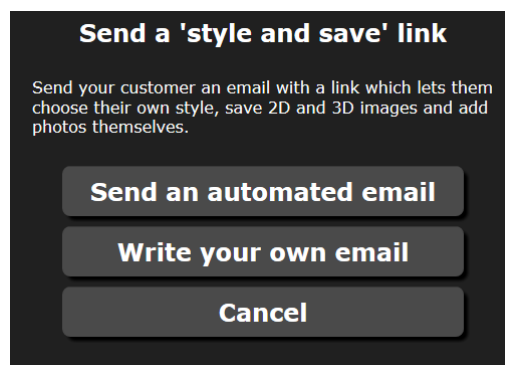 Send a 'style and save' link
Send your customer an email with a link which lets them
choose their own style, save 2D and 3D images and add
photos themselves.
Send an automated email
Write your own email
Cancel